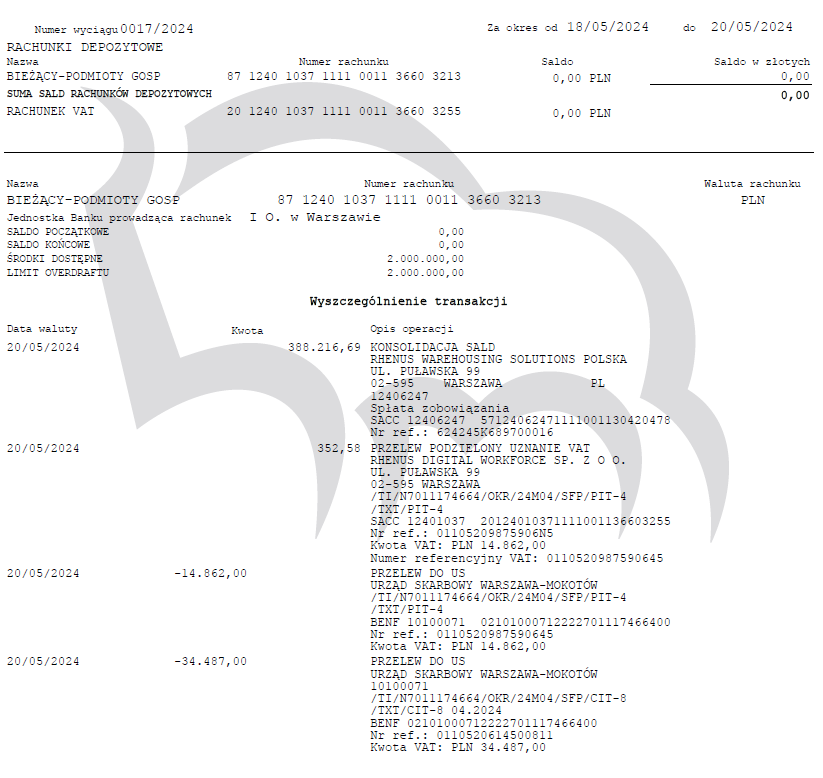 Numer wyciągu 0017/2024 Za okres od 18/05/2024 do 20/05/2024
RACHUNKI DEPOZYTOWE
Nazwa Numer rachunku Saldo Saldo w złotych
BIEŻĄCY-PODMIOTY GOSP 87 1240 1037 1111 0011 3660 3213 0,00 PLN 0,00
SUMA SALD RACHUNKÓW DEPOZYTOWYCH 0,00
RACHUNEK VAT 20 1240 1037 1111 0011 3660 3255 0,00 PLN
Nazwa Numer rachunku Waluta rachunku
BIEŻĄCY-PODMIOTY GOSP 87 1240 1037 1111 0011 3660 3213 PLN
Jednostka Banku prowadząca rachunek I O. w Warszawie
SALDO POCZĄTKOWE 0,00
SALDO KOŃCOWE 0,00
ŚRODKI DOSTĘPNE 2.000.000,00
LIMIT OVERDRAFTU 2.000.000,00
Wyszczególnienie transakcji
Data waluty Kwota Opis operacji
20/05/2024 388.216,69 KONSOLIDACJA SALD
RHENUS WAREHOUSING SOLUTIONS POLSKA
UL. PUŁAWSKA 99
02-595 WARSZAWA PL
12406247
Spłata zobowiązania
SACC 12406247 57124062471111001130420478
Nr ref.: 624245K689700016
20/05/2024 352,58 PRZELEW PODZIELONY UZNANIE VAT
RHENUS DIGITAL WORKFORCE SP. Z O O.
UL. PUŁAWSKA 99
02-595 WARSZAWA
/TI/N7011174664/OKR/24M04/SFP/PIT-4
/TXT/PIT-4
SACC 12401037 20124010371111001136603255
Nr ref.: 01105209875906N5
Kwota VAT: PLN 14.862,00
Numer referencyjny VAT: 0110520987590645
20/05/2024 -14.862,00 PRZELEW DO US
URZĄD SKARBOWY WARSZAWA-MOKOTÓW
/TI/N7011174664/OKR/24M04/SFP/PIT-4
/TXT/PIT-4
BENF 10100071 02101000712222701117466400
Nr ref.: 0110520987590645
Kwota VAT: PLN 14.862,00
20/05/2024 -34.487,00 PRZELEW DO US
URZĄD SKARBOWY WARSZAWA-MOKOTÓW
10100071
/TI/N7011174664/OKR/24M04/SFP/CIT-8
/TXT/CIT-8 04.2024
BENF 02101000712222701117466400
Nr ref.: 0110520614500811
Kwota VAT: PLN 34.487,00